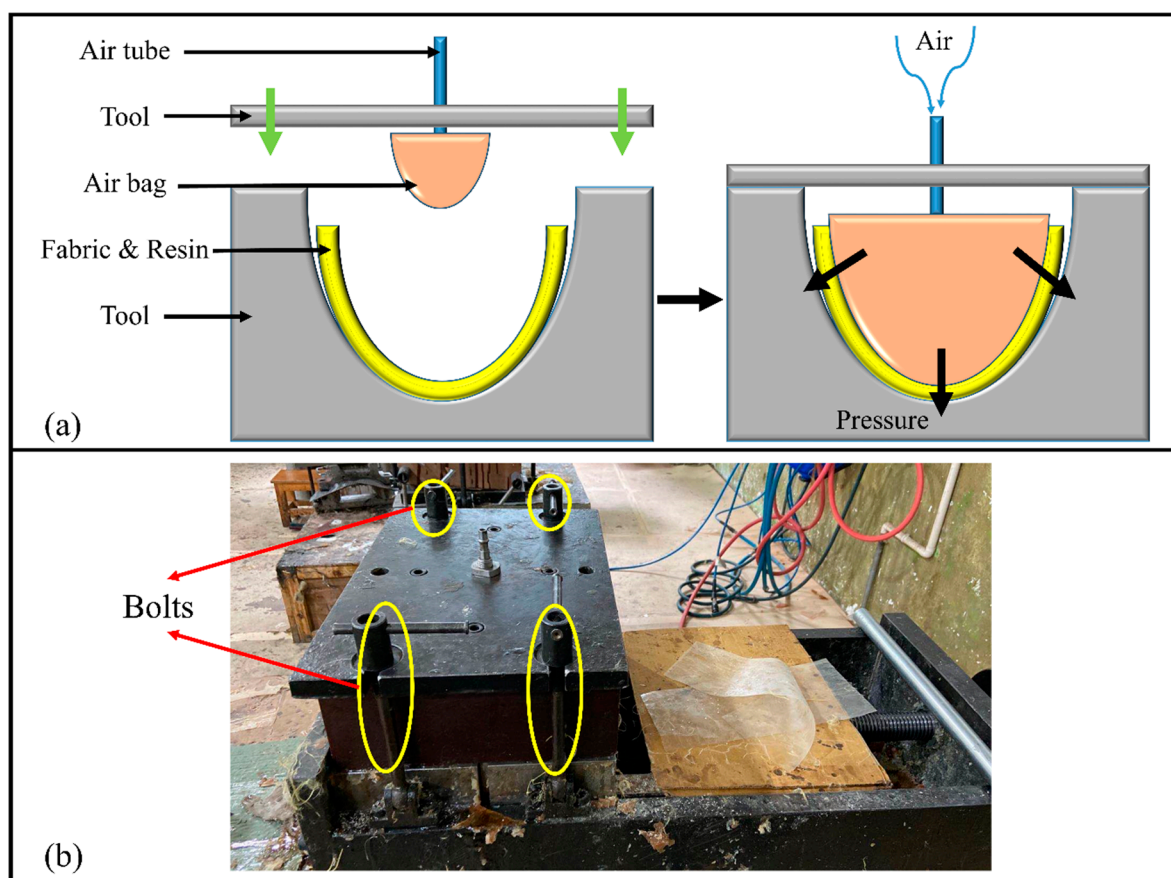 Air tube
Tool
Air bag
Fabric & Resin
Tool
(a)
Air
Pressure
Bolts
(b)